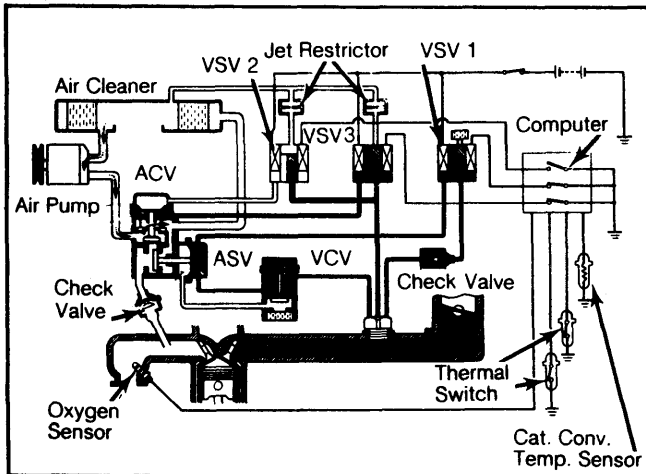 Jet Restrictor
VSV 2
VSV 1
Air Cleaner
VSV3
Computer
ACV
Air Pump
ASV
VCV
Check Valve
Check
Valve
Thermal
Switch
Oxygen
Sensor
Cat. Conv.
Temp. Sensor